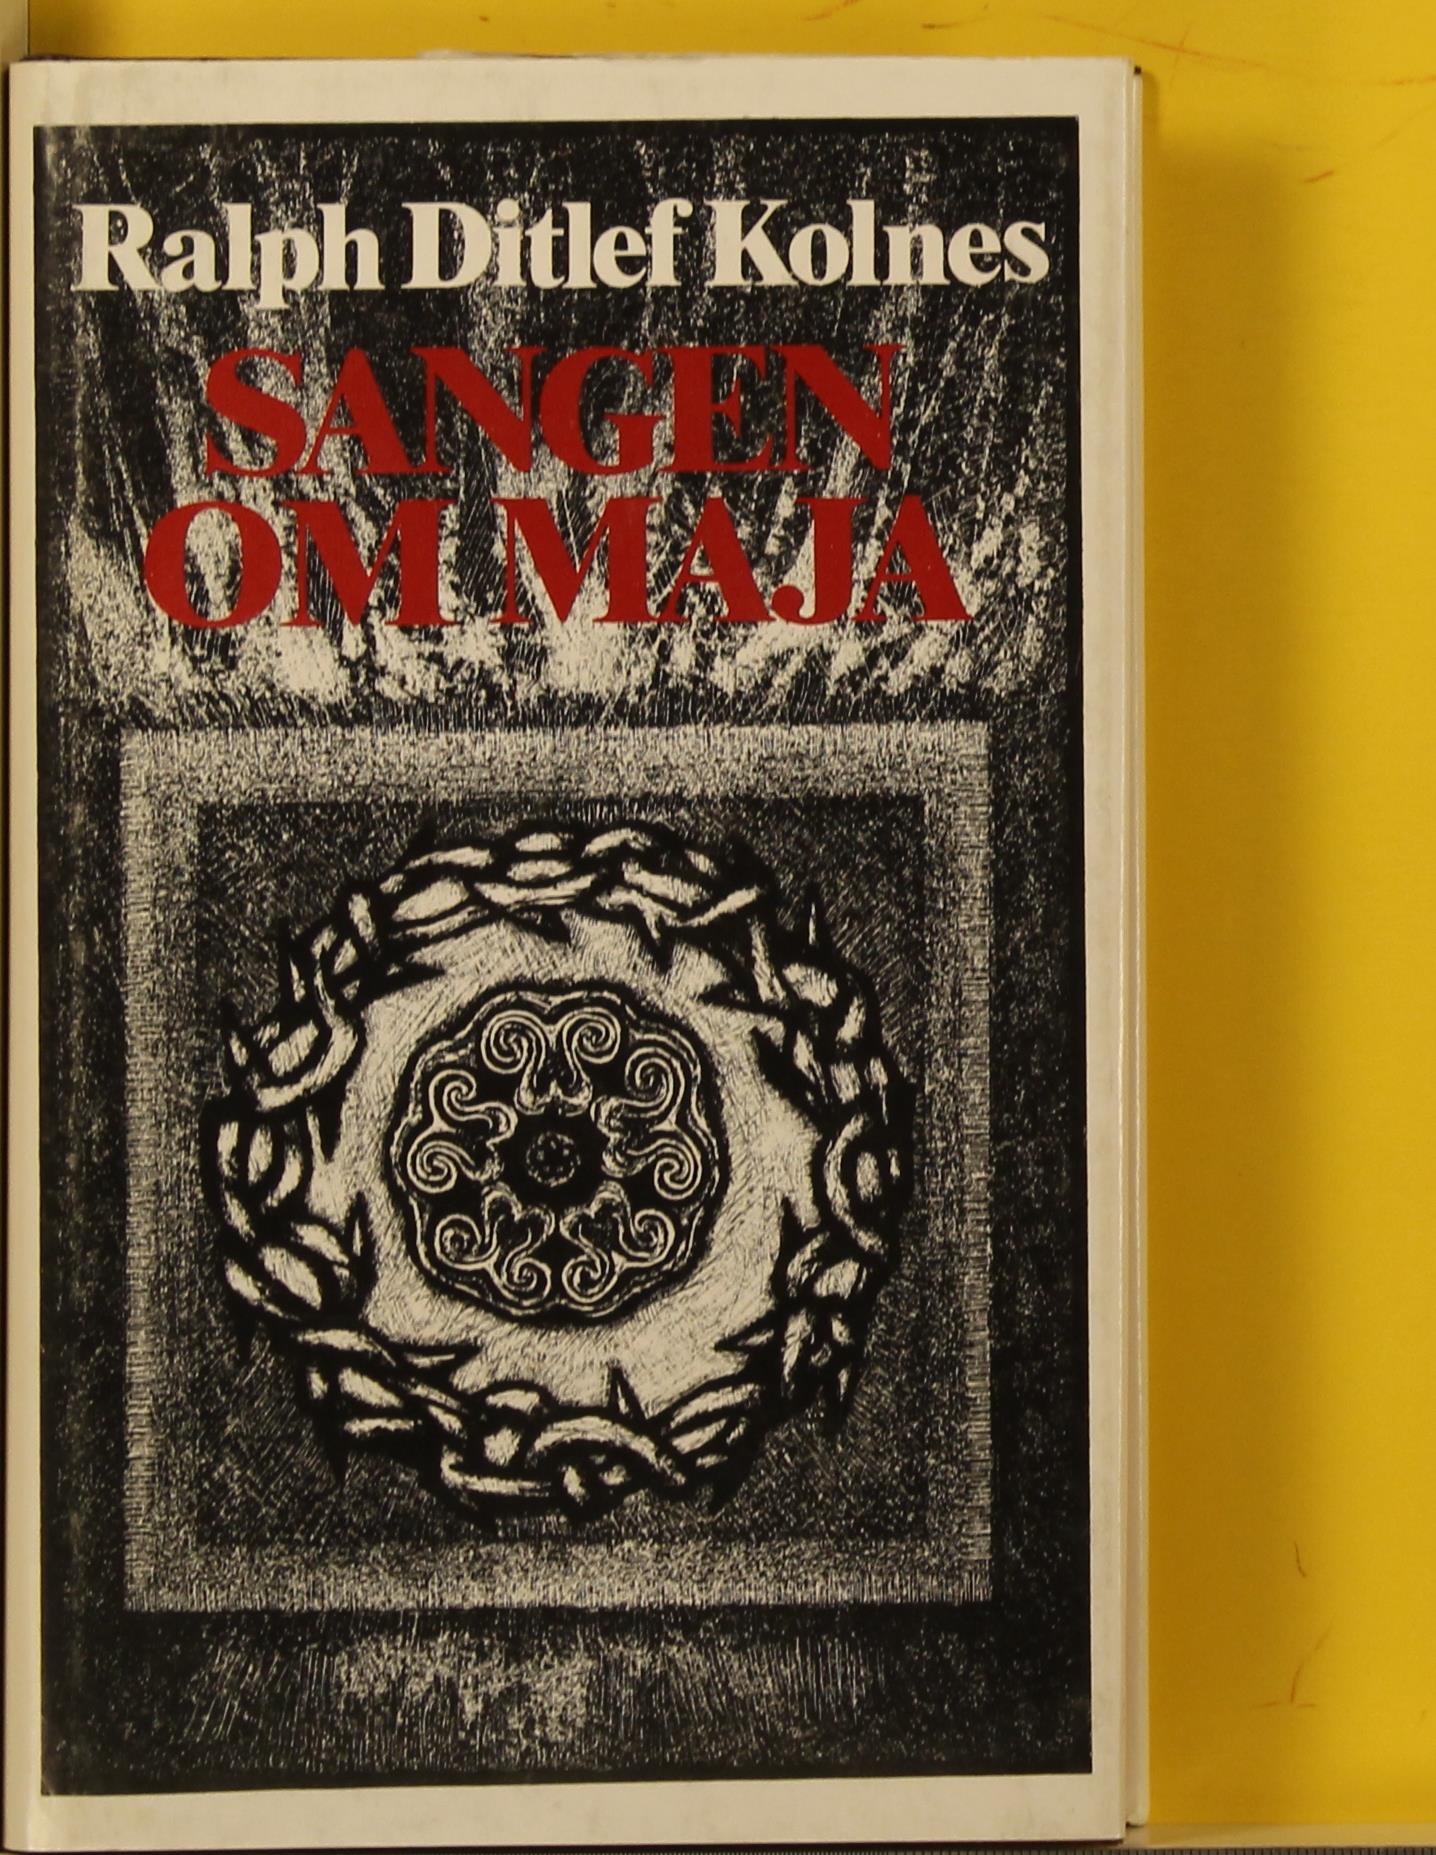 Ralph Ditlef Kolnes
SANGEN
OM MAJA